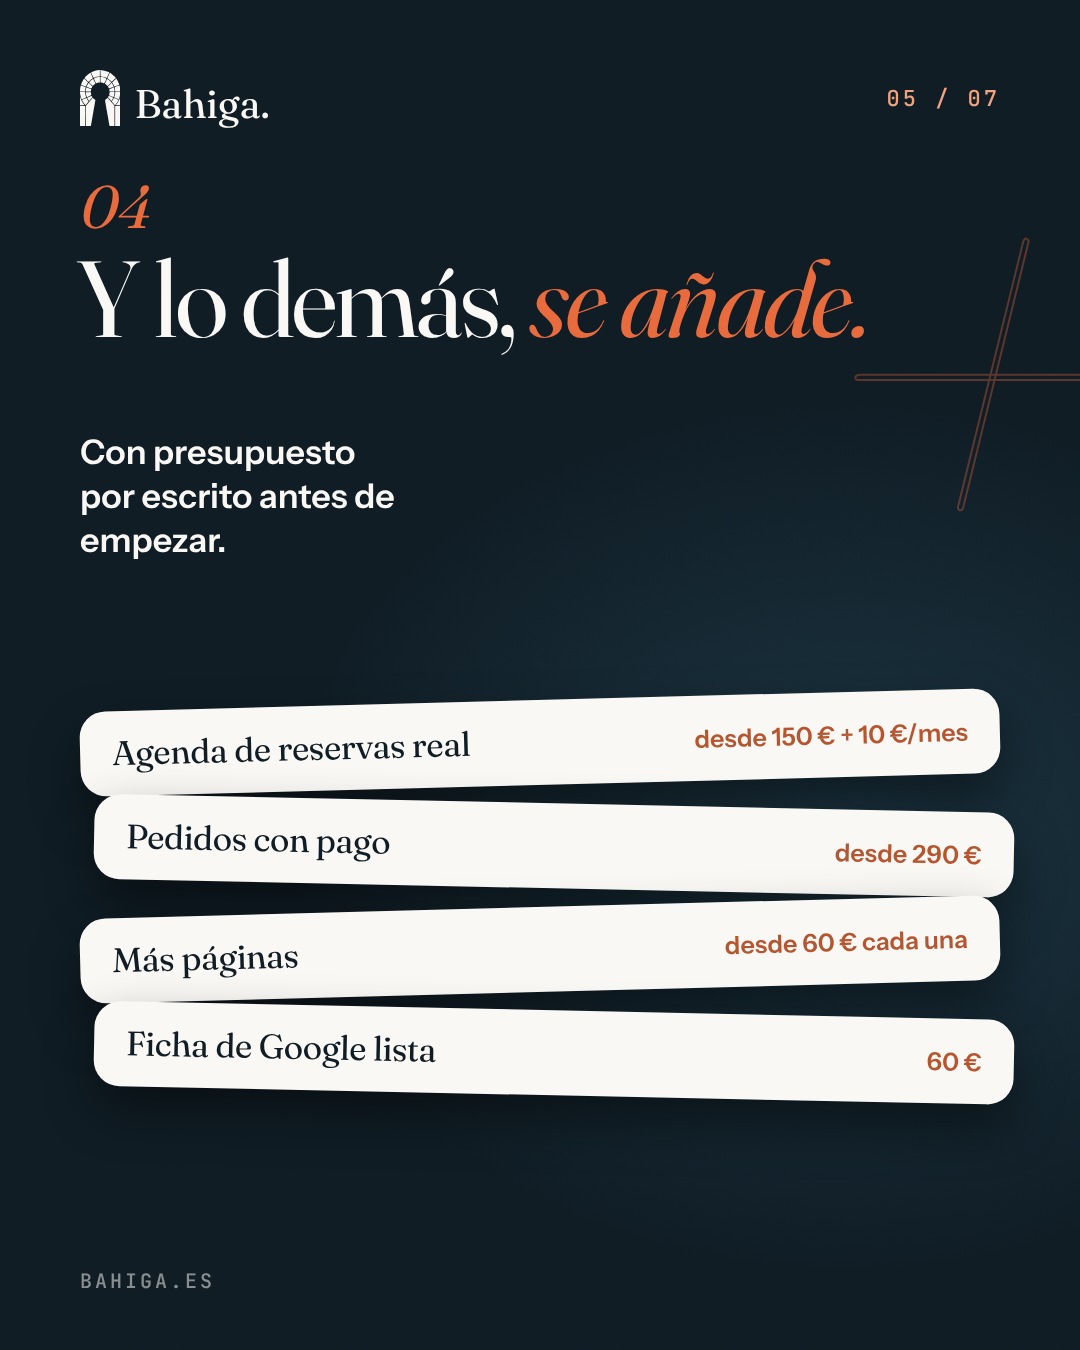 Bahiga.
05 / 07
04
Y lo demás, se añade.
Con presupuesto
por escrito antes de
empezar.
Agenda de reservas real
desde 150 € + 10 €/mes
Pedidos con pago
desde 290 €
Más páginas
desde 60 € cada una
Ficha de Google lista
60 €
BAHIGA.ES